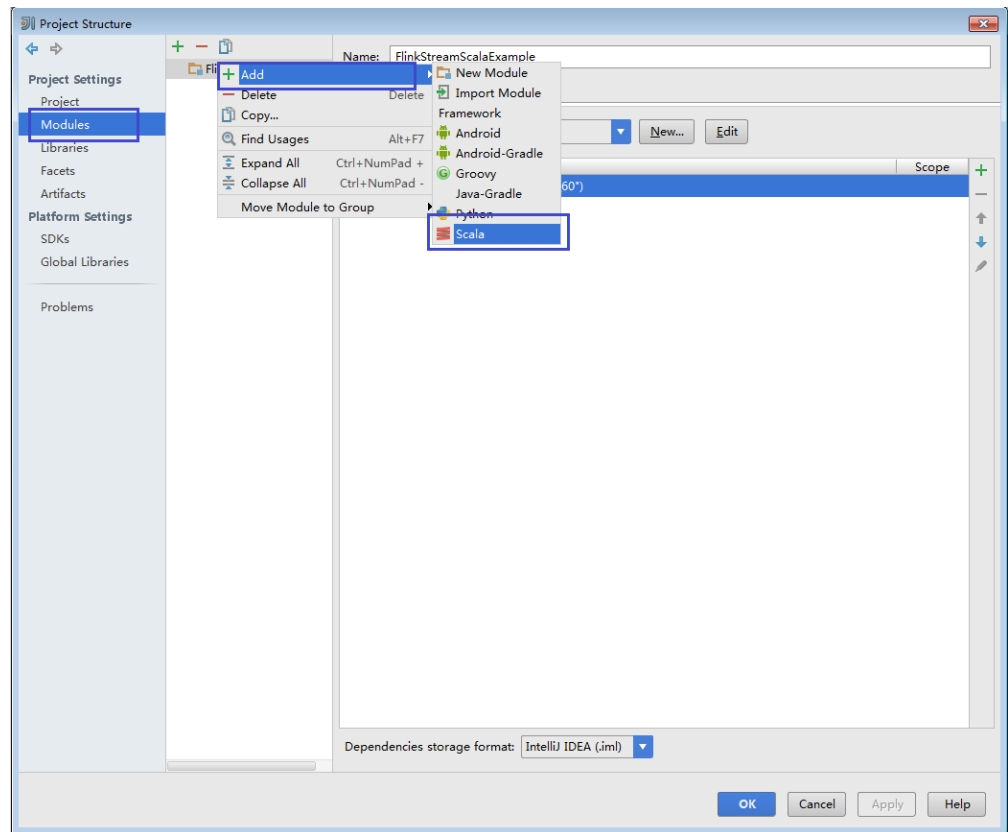 Project Structure
Project Settings
Project
Modules
Libraries
Facets
Artifacts
Platform Settings
SDKs
Global Libraries
Problems
Fli
Add
Delete Delete
Copy...
Find Usages Alt+F7
Expand All Ctrl+NumPad +
Collapse All Ctrl+NumPad -
Move Module to Group
New Module
Import Module
Framework
Android
Android-Gradle
Groovy
Java-Gradle
Python
Scala
Name: FlinkStreamScalaExample
New... Edit
Scope
60")
Dependencies storage format: IntelliJ IDEA (.iml)
OK Cancel Apply Help